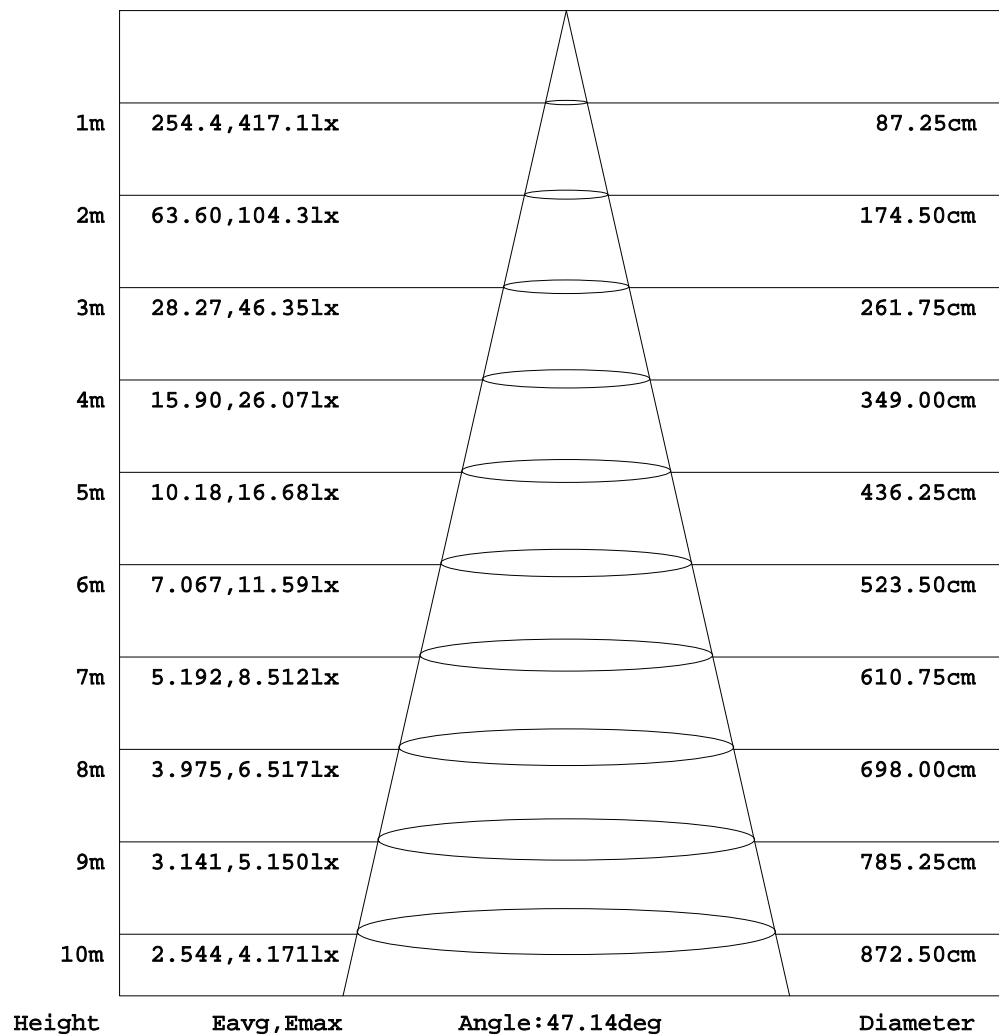 1m 254.4,417.1lx 87.25cm
2m 63.60,104.3lx 174.50cm
3m 28.27,46.35lx 261.75cm
4m 15.90,26.07lx 349.00cm
5m 10.18,16.68lx 436.25cm
6m 7.067,11.59lx 523.50cm
7m 5.192,8.512lx 610.75cm
8m 3.975,6.517lx 698.00cm
9m 3.141,5.150lx 785.25cm
10m 2.544,4.171lx 872.50cm
Height Eavg,Emax Angle:47.14deg Diameter